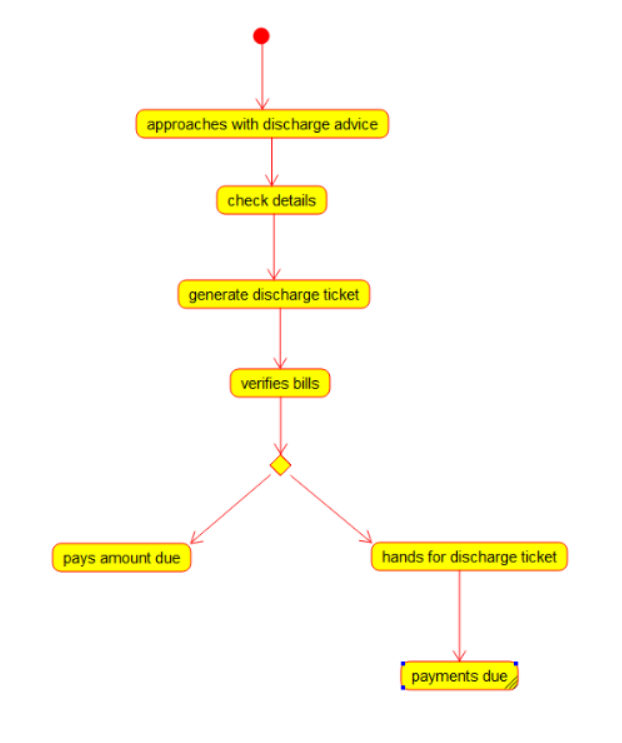 approaches with discharge advice
check details
generate discharge ticket
verifies bills
pays amount due
hands for discharge ticket
payments due